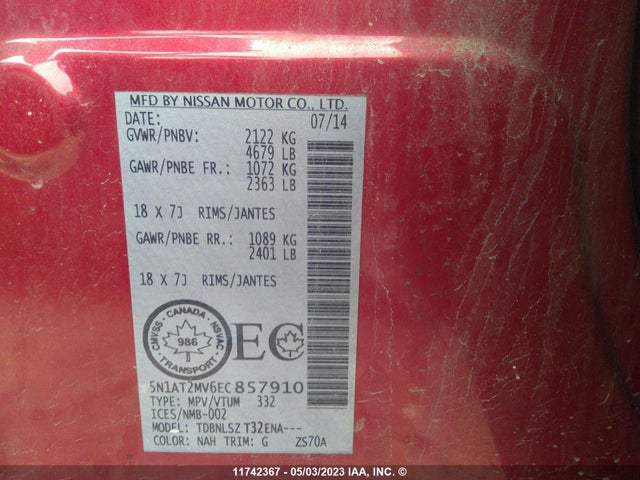 MFD BY NISSAN MOTOR CO., LTD.
DATE: 07/14
GVWR/PNBV: 2122 KG
4679 LB
GAWR/PNBE FR.: 1072 KG
2363 LB
18 X 7J RIMS/JANTES
GAWR/PNBE RR.: 1089 KG
2401 LB
18 X 7J RIMS/JANTES
CMVSS - CANADA - NSVAC
986
TRANSPORT
EC
5N1AT2MV6EC857910
TYPE: MPV/VTUM 332
ICES/NMB-002
MODEL: TDBNLSZ T32ENA---
COLOR: NAH TRIM: G ZS70A
11742367 - 05/03/2023 IAA, INC. ©